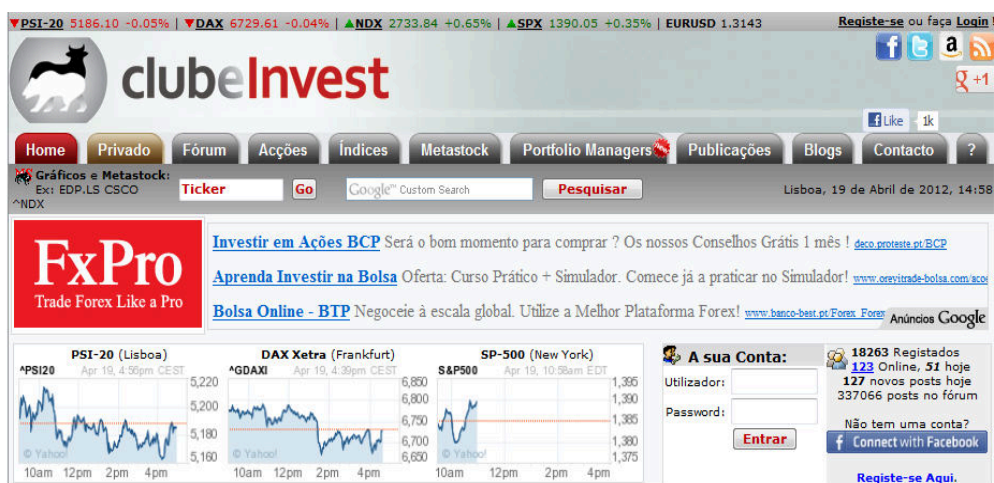 ▼PSI-20 5186.10 -0.05% | ▼DAX 6729.61 -0.04% | ▲NDX 2733.84 +0.65% | ▲SPX 1390.05 +0.35% | EURUSD 1.3143
Registe-se ou faça Login !
clubeInvest
g +1
Like 1k
Home Privado Fórum Acções Índices Metastock Portfolio Managers Publicações Blogs Contacto ?
Gráficos e Metastock:
Ex: EDP.LS CSCO
^NDX
Ticker Go Google™ Custom Search Pesquisar
Lisboa, 19 de Abril de 2012, 14:58
FxPro
Trade Forex Like a Pro
Investir em Ações BCP Será o bom momento para comprar ? Os nossos Conselhos Grátis 1 mês ! deco.proteste.pt/BCP
Aprenda Investir na Bolsa Oferta: Curso Prático + Simulador. Comece já a praticar no Simulador! www.orevitrade-bolsa.com/acoe
Bolsa Online - BTP Negoceie à escala global. Utilize a Melhor Plataforma Forex! www.banco-best.pt/Forex_Forex
Anúncios Google
PSI-20 (Lisboa)
^PSI20 Apr 19, 4:56pm CEST
5,220
5,200
5,180
5,160
© Yahoo!
10am 12pm 2pm 4pm
DAX Xetra (Frankfurt)
^GDAXI Apr 19, 4:39pm CEST
6,850
6,800
6,750
6,700
6,650
© Yahoo!
10am 12pm 2pm 4pm
SP-500 (New York)
S&P500 Apr 19, 10:58am EDT
1,395
1,390
1,385
1,380
1,375
© Yahoo!
10am 12pm 2pm 4pm
A sua Conta:
Utilizador:
Password:
Entrar
18263 Registados
123 Online, 51 hoje
127 novos posts hoje
337066 posts no fórum
Não tem uma conta?
f Connect with Facebook
Registe-se Aqui.